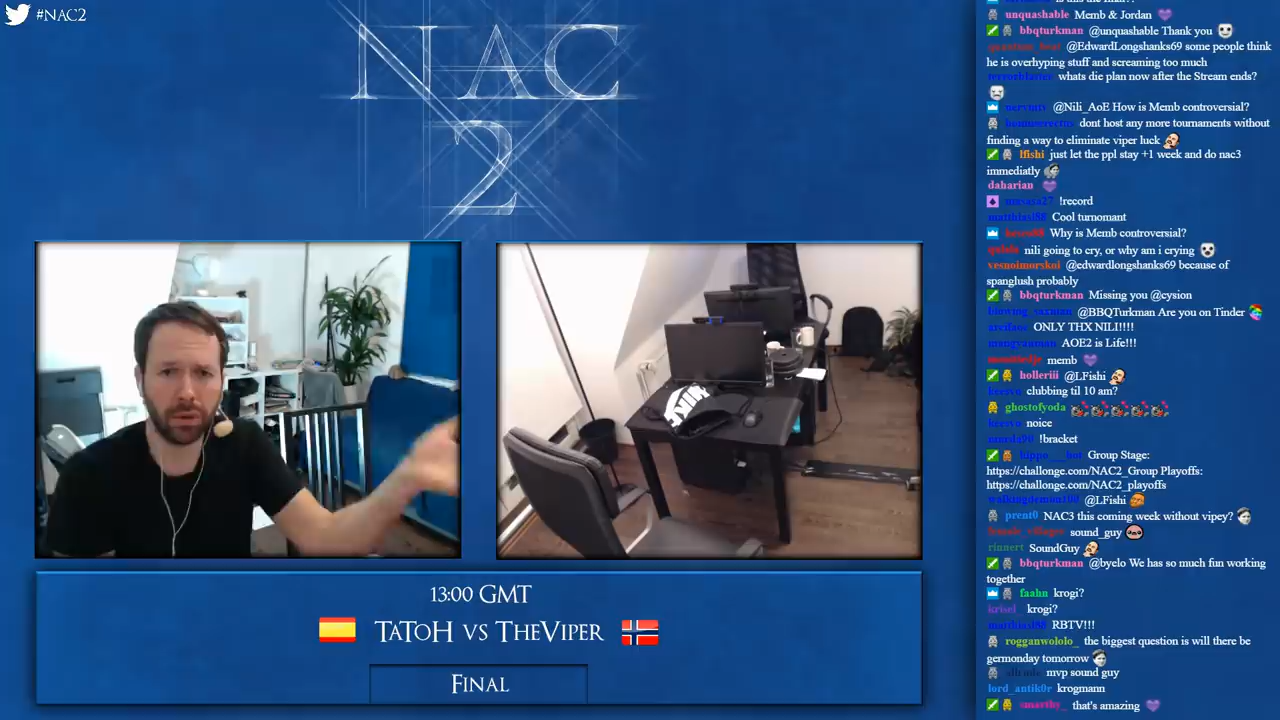 #NAC2
NAC
2
NIKE
13:00 GMT
TaToH vs TheViper
Final
unquashable Memb & Jordan
bbqturkman @unquashable Thank you
@EdwardLongshanks69 some people think
he is overhyping stuff and screaming too much
whats die plan now after the Stream ends?
@Nili_AoE How is Memb controversial?
dont host any more tournaments without
finding a way to eliminate viper luck
lfishi just let the ppl stay +1 week and do nac3
immediatly
daharian
!record
Cool turnomant
Why is Memb controversial?
nili going to cry, or why am i crying
vesnoimorskoi @edwardlongshanks69 because of
spanglush probably
bbqturkman Missing you @cysion
@BBQTurkman Are you on Tinder
ONLY THX NILI!!!!
AOE2 is Life!!!
memb
holleriii @LFishi
clubbing til 10 am?
ghostofyoda
noice
!bracket
Group Stage:
https://challonge.com/NAC2_Group Playoffs:
https://challonge.com/NAC2_playoffs
@LFishi
prent0 NAC3 this coming week without vipey?
sound_guy
rinnert SoundGuy
bbqturkman @byelo We has so much fun working
together
faahn krogi?
krisel krogi?
RBTV!!!
rogganwololo_ the biggest question is will there be
germonday tomorrow
mvp sound guy
lord_antik0r krogmann
smarthy_ that's amazing